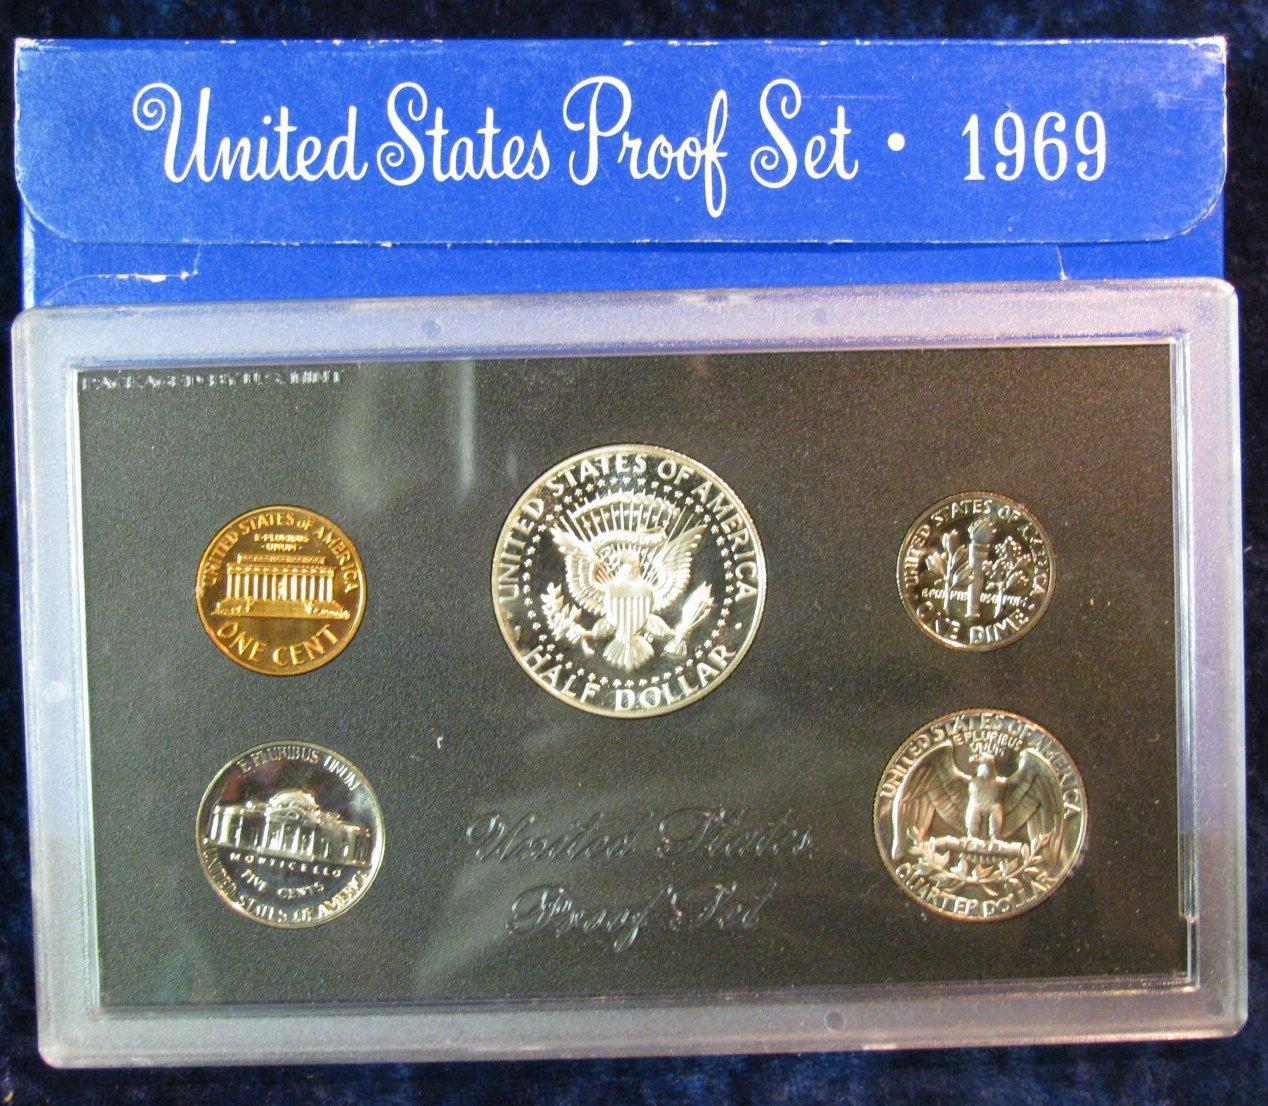 United States Proof Set · 1969
PACKAGED BY U.S. MINT
UNITED STATES OF AMERICA
E PLURIBUS
UNUM
ONE CENT
UNITED STATES OF AMERICA
HALF DOLLAR
UNITED STATES OF AMERICA
E PLURIBUS UNUM
ONE DIME
E PLURIBUS UNUM
MONTICELLO
FIVE CENTS
UNITED STATES OF AMERICA
United States
Proof Set
UNITED STATES OF AMERICA
E PLURIBUS
UNUM
QUARTER DOLLAR